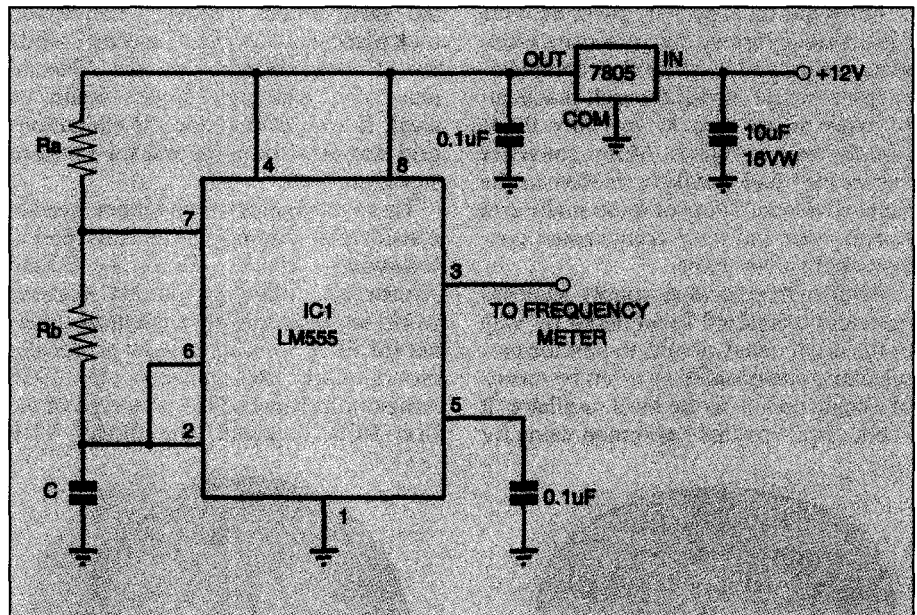 OUT
7805
IN
+12V
COM
0.1uF
10uF
16VW
Ra
4
8
7
3
Rb
IC1
LM555
TO FREQUENCY
METER
6
5
2
C
0.1uF
1